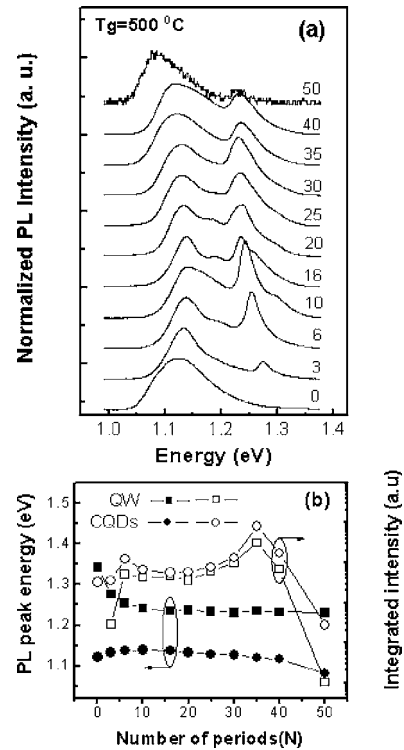 Tg=500 ⁰C
(a)
Normalized PL Intensity (a. u.)
50
40
35
30
25
20
16
10
6
3
0
1.0 1.1 1.2 1.3 1.4
Energy (eV)
(b)
QW
CQDs
PL peak energy (eV)
1.5
1.4
1.3
1.2
1.1
Integrated intensity (a.u)
0 10 20 30 40 50
Number of periods(N)